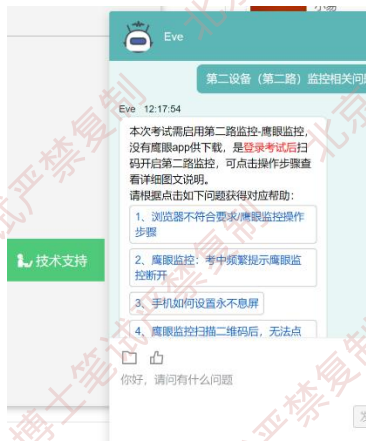 Eve
第二设备（第二路）监控相关问题
Eve 12:17:54
本次考试需启用第二路监控-鹰眼监控，
没有鹰眼app供下载，是登录考试后扫
码开启第二路监控，可点击操作步骤查
看详细图文说明。
请根据点击如下问题获得对应帮助：
1、浏览器不符合要求/鹰眼监控操作
步骤
2、鹰眼监控：考中频繁提示鹰眼监
控断开
3、手机如何设置永不息屏
技术支持
4、鹰眼监控扫描二维码后，无法点
你好，请问有什么问题
严禁复制